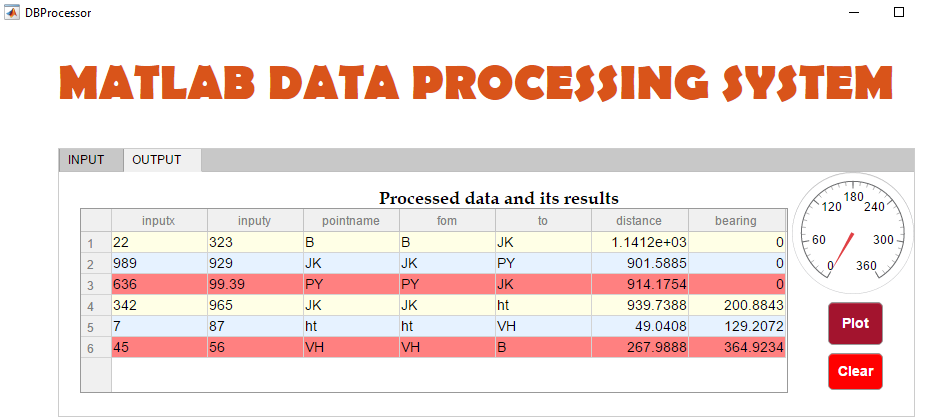 DBProcessor
MATLAB DATA PROCESSING SYSTEM
INPUT OUTPUT
Processed data and its results
inputx inputy pointname fom to distance bearing
1 22 323 B B JK 1.1412e+03 0
2 989 929 JK JK PY 901.5885 0
3 636 99.39 PY PY JK 914.1754 0
4 342 965 JK JK ht 939.7388 200.8843
5 7 87 ht ht VH 49.0408 129.2072
6 45 56 VH VH B 267.9888 364.9234
0 60 120 180 240 300 360
Plot
Clear